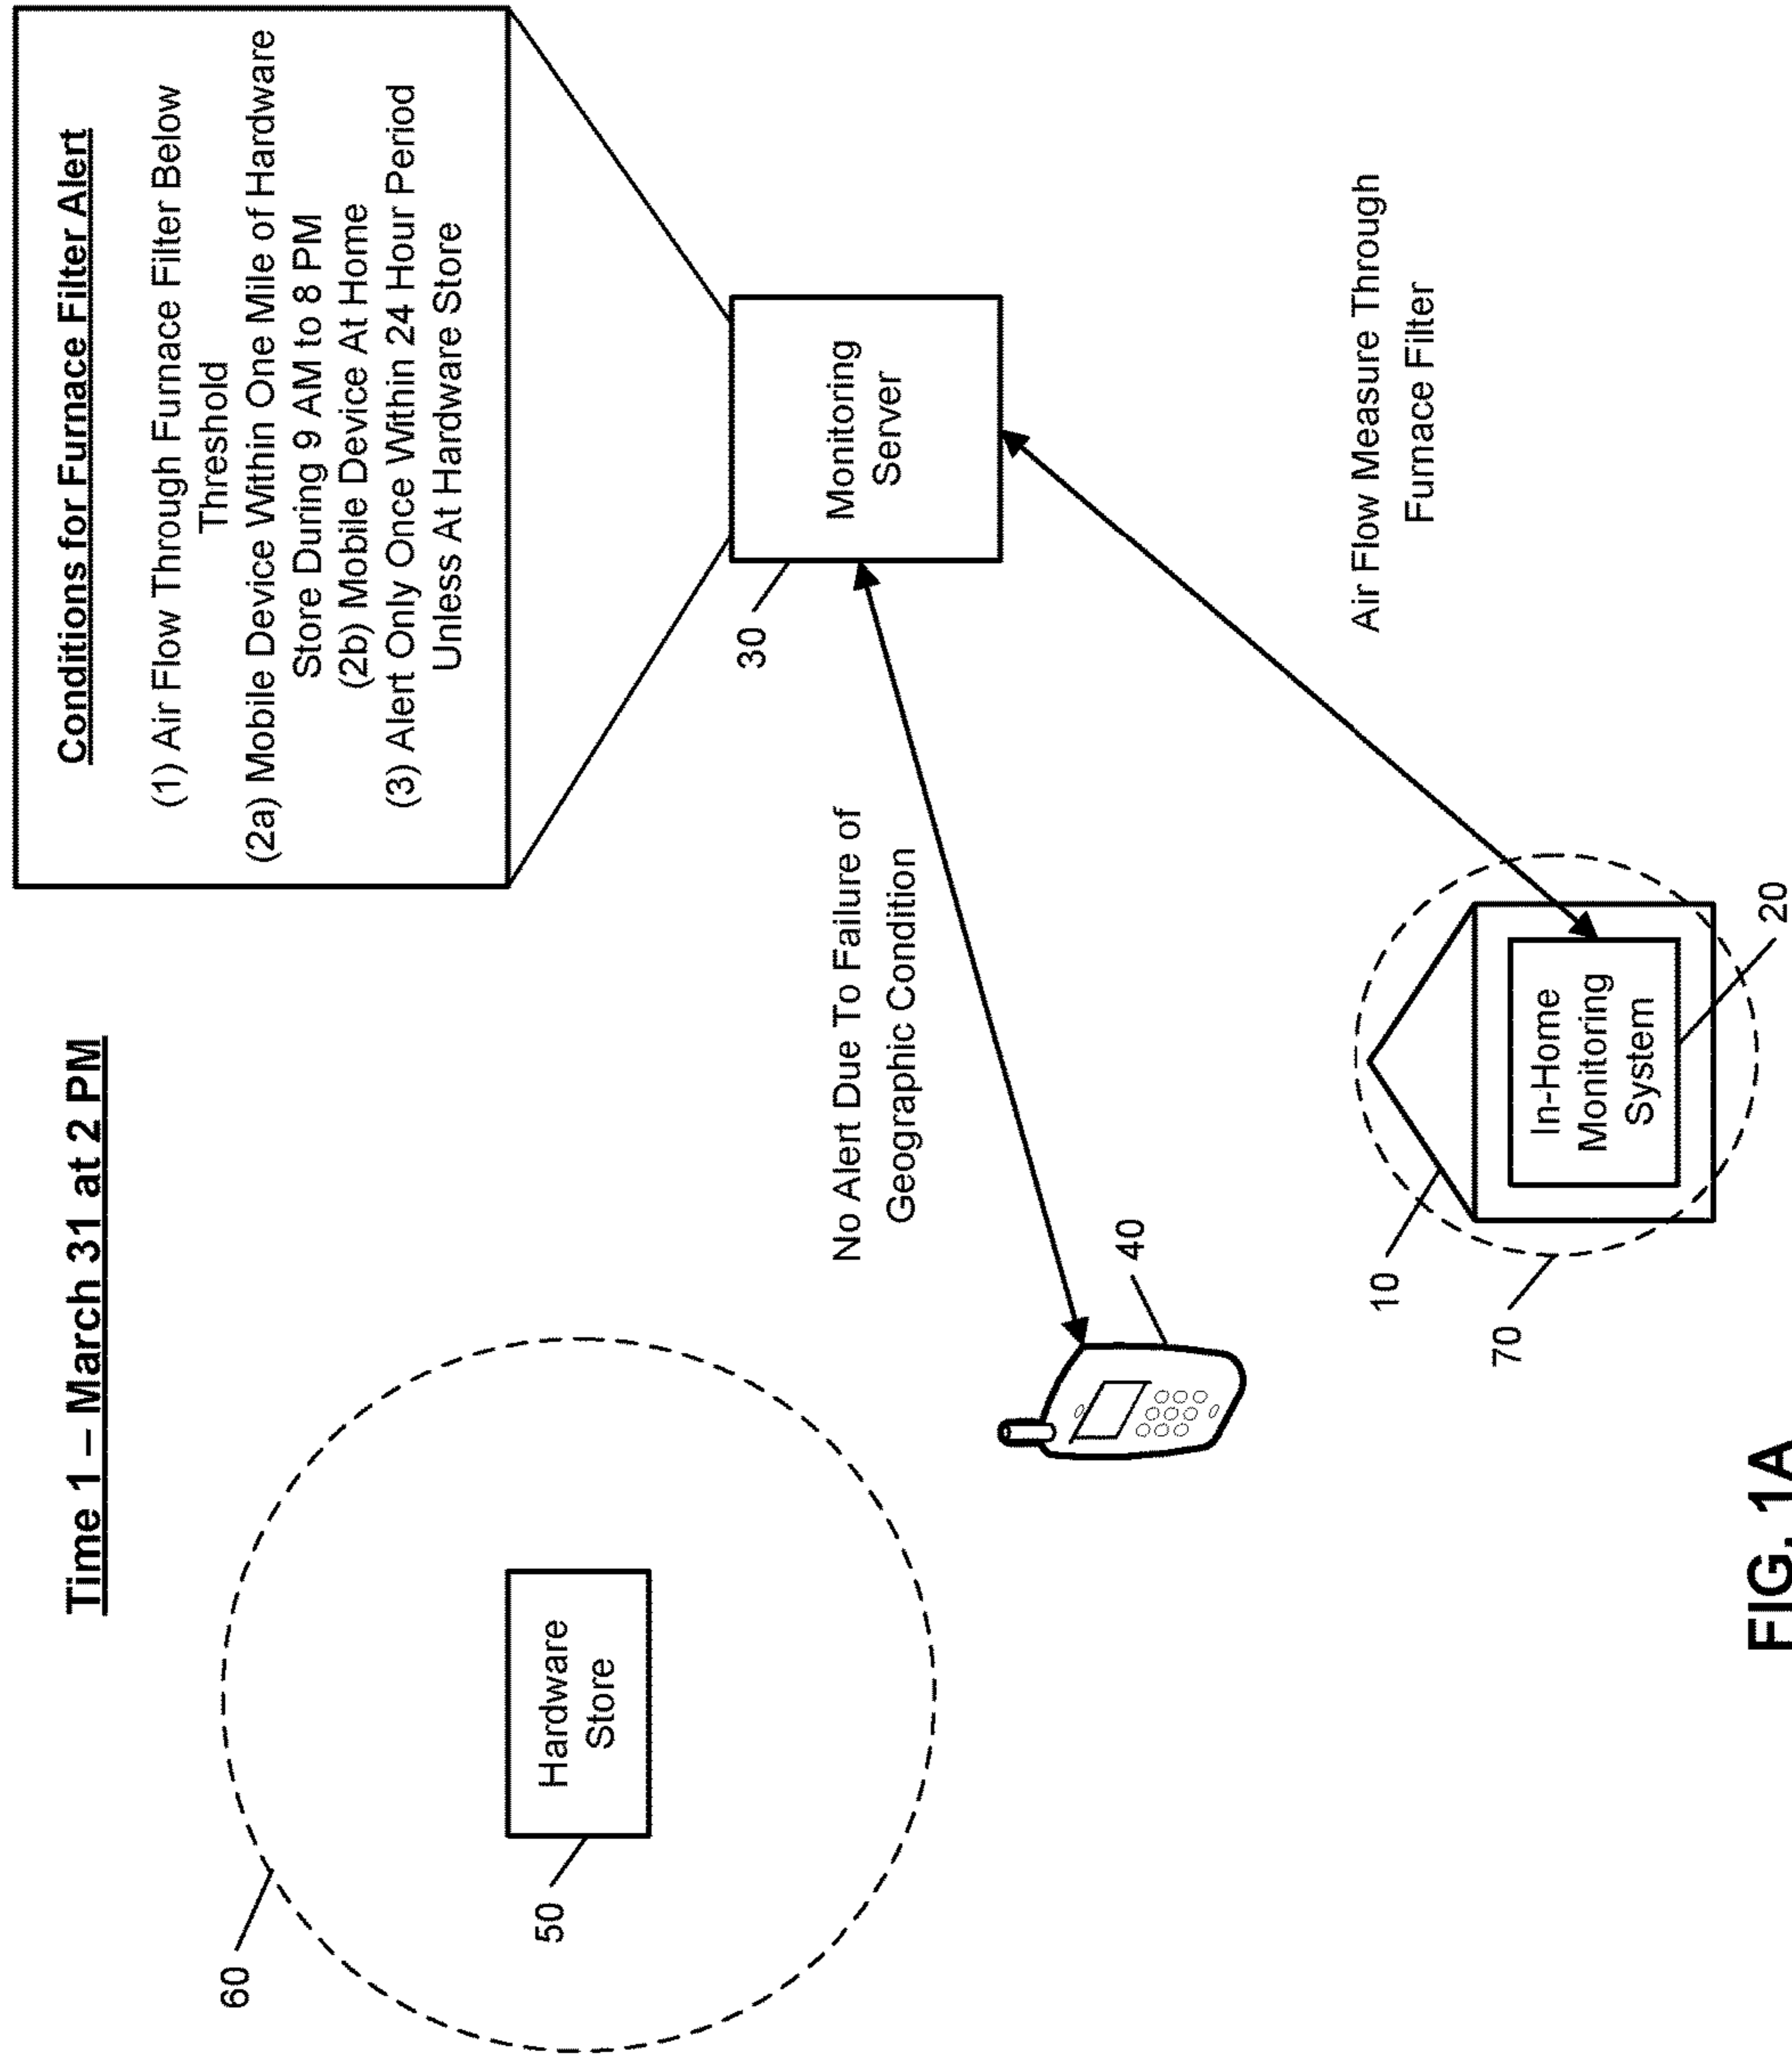 Time 1 – March 31 at 2 PM
Conditions for Furnace Filter Alert
(1) Air Flow Through Furnace Filter Below
Threshold
(2a) Mobile Device Within One Mile of Hardware
Store During 9 AM to 8 PM
(2b) Mobile Device At Home
(3) Alert Only Once Within 24 Hour Period
Unless At Hardware Store
60
Hardware
Store
50
30
Monitoring
Server
No Alert Due To Failure of
Geographic Condition
40
Air Flow Measure Through
Furnace Filter
10
70
In-Home
Monitoring
System
20
FIG. 1A